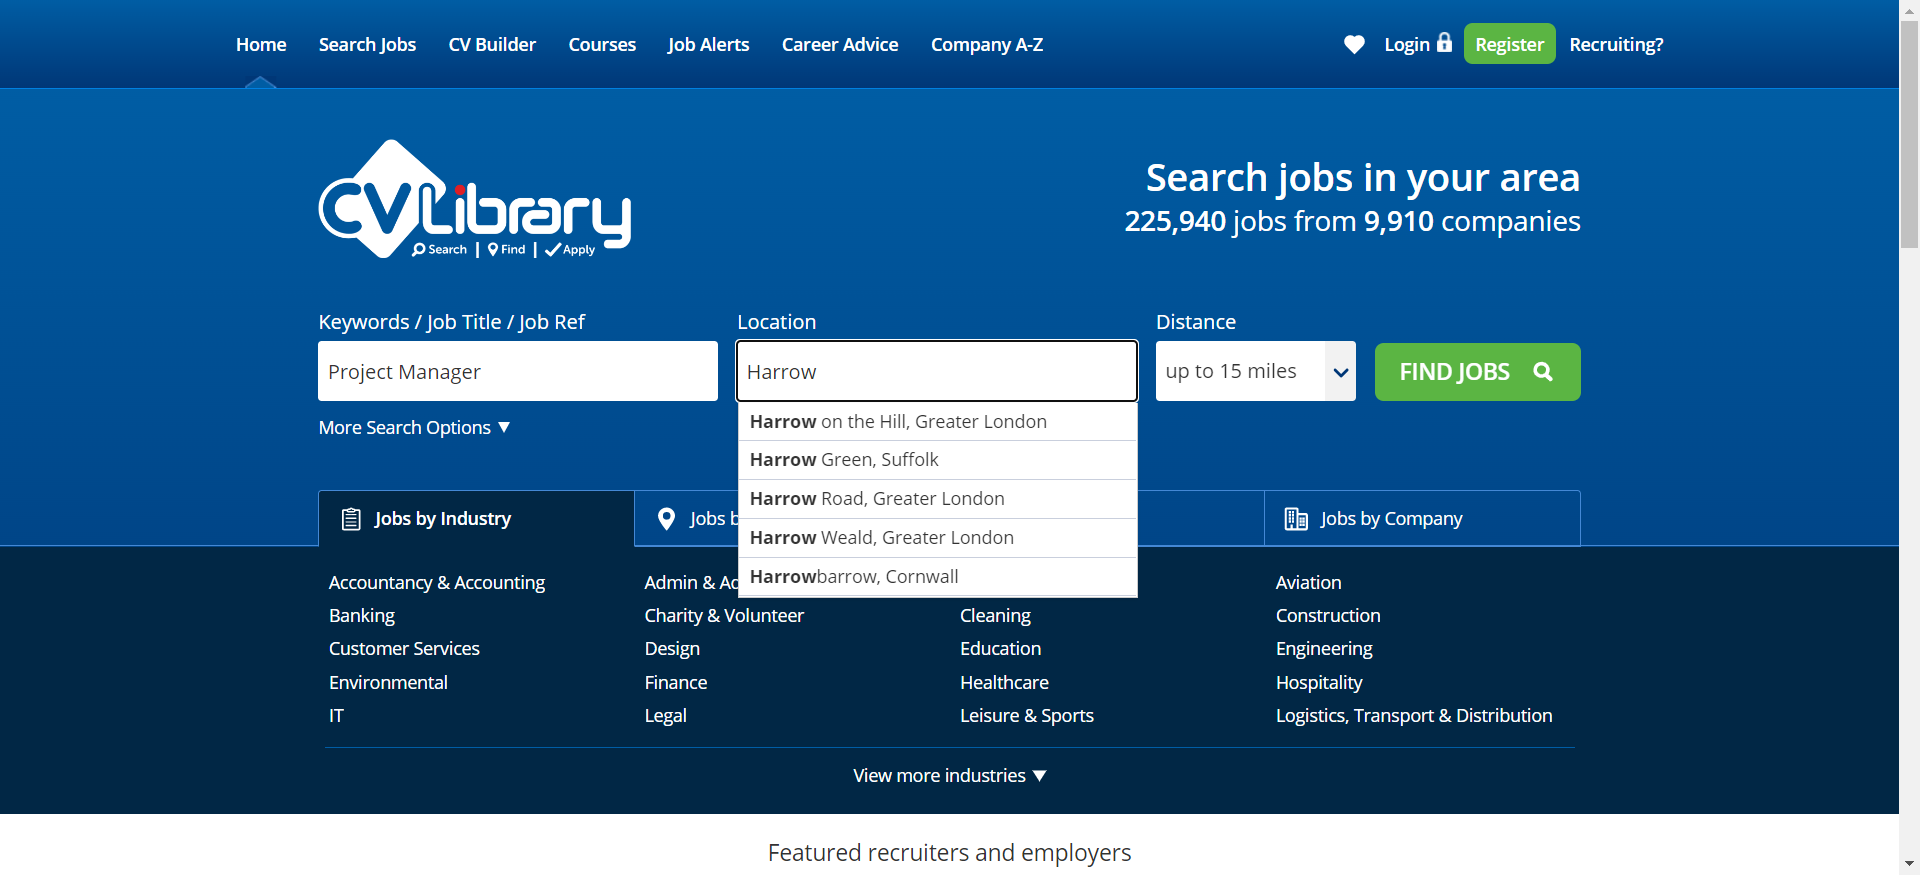 Home Search Jobs CV Builder Courses Job Alerts Career Advice Company A-Z Login Register Recruiting?
CV Library
Search | Find | Apply
Search jobs in your area
225,940 jobs from 9,910 companies
Keywords / Job Title / Job Ref Location Distance
Project Manager Harrow up to 15 miles FIND JOBS
More Search Options ▼
Harrow on the Hill, Greater London
Harrow Green, Suffolk
Harrow Road, Greater London
Harrow Weald, Greater London
Harrowbarrow, Cornwall
Jobs by Industry Jobs b Jobs by Company
Accountancy & Accounting Admin & Ad Aviation
Banking Charity & Volunteer Cleaning Construction
Customer Services Design Education Engineering
Environmental Finance Healthcare Hospitality
IT Legal Leisure & Sports Logistics, Transport & Distribution
View more industries ▼
Featured recruiters and employers